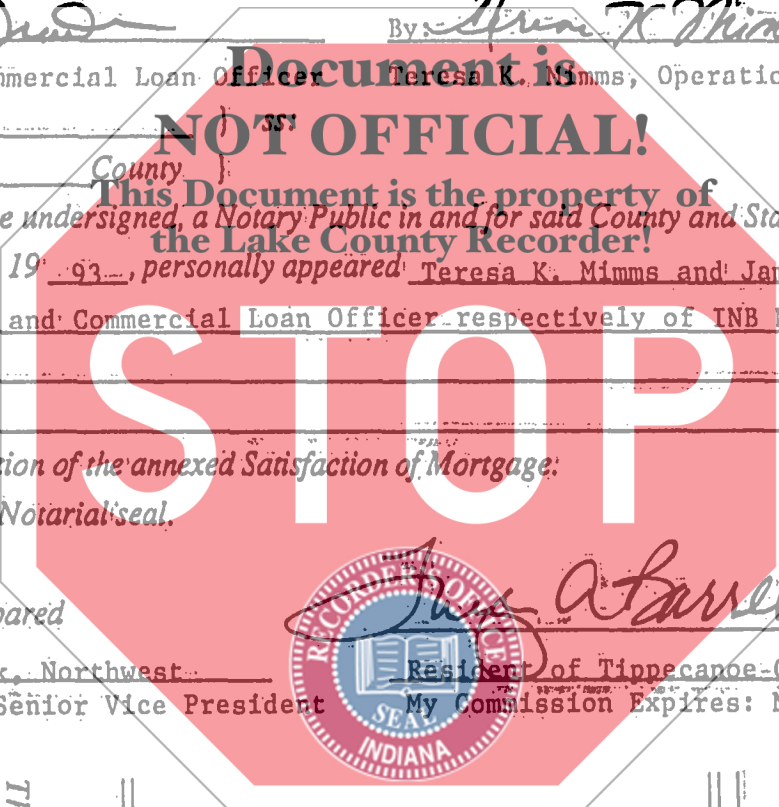 By:
mmercial Loan Officer Teresa K. Mimms, Operatio
Document is
NOT OFFICIAL!
ss:
County
This Document is the property of
the Lake County Recorder!
e undersigned, a Notary Public in and for said County and Sta
19 93, personally appeared Teresa K. Mimms and Jam
and Commercial Loan Officer respectively of INB
STOP
tion of the annexed Satisfaction of Mortgage.
Notarial seal.
pared
RECORDER'S OFFICE
SEAL
INDIANA
k, Northwest Resident of Tippecanoe
Senior Vice President My Commission Expires: